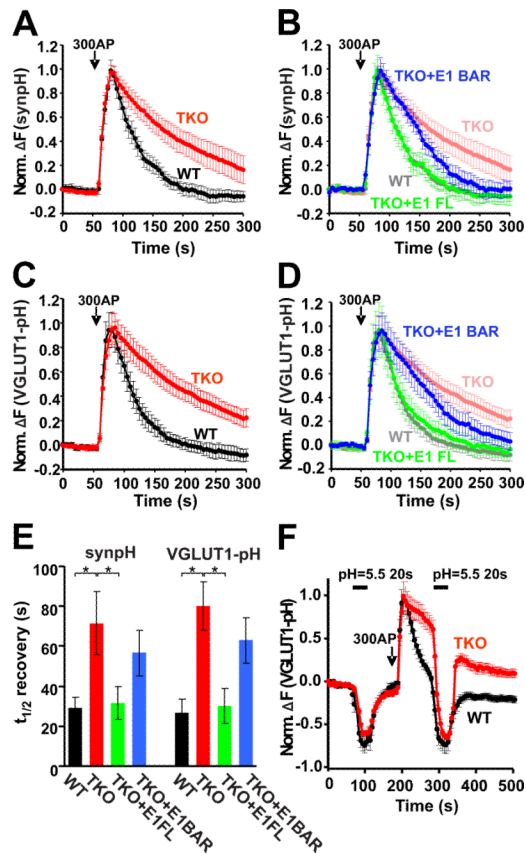 A
300AP
Norm. ΔF (synpH)
1.0
0.8
0.6
0.4
0.2
0.0
-0.2
TKO
WT
0 50 100 150 200 250 300
Time (s)
B
300AP
Norm. ΔF (synpH)
1.0
0.8
0.6
0.4
0.2
0.0
-0.2
TKO+E1 BAR
TKO
WT
TKO+E1 FL
0 50 100 150 200 250 300
Time (s)
C
300AP
Norm. ΔF (VGLUT1-pH)
1.2
1.0
0.8
0.6
0.4
0.2
0.0
-0.2
TKO
WT
0 50 100 150 200 250 300
Time (s)
D
300AP
Norm. ΔF (VGLUT1-pH)
1.2
1.0
0.8
0.6
0.4
0.2
0.0
-0.2
TKO+E1 BAR
TKO
WT
TKO+E1 FL
0 50 100 150 200 250 300
Time (s)
E
synpH VGLUT1-pH
* * * *
t1/2 recovery (s)
100
80
60
40
20
0
WT
TKO
TKO+E1FL
TKO+E1BAR
WT
TKO
TKO+E1FL
TKO+E1BAR
F
pH=5.5 20s pH=5.5 20s
300AP
Norm. ΔF (VGLUT1-pH)
1.0
0.5
0.0
-0.5
-1.0
TKO
WT
0 100 200 300 400 500
Time (s)